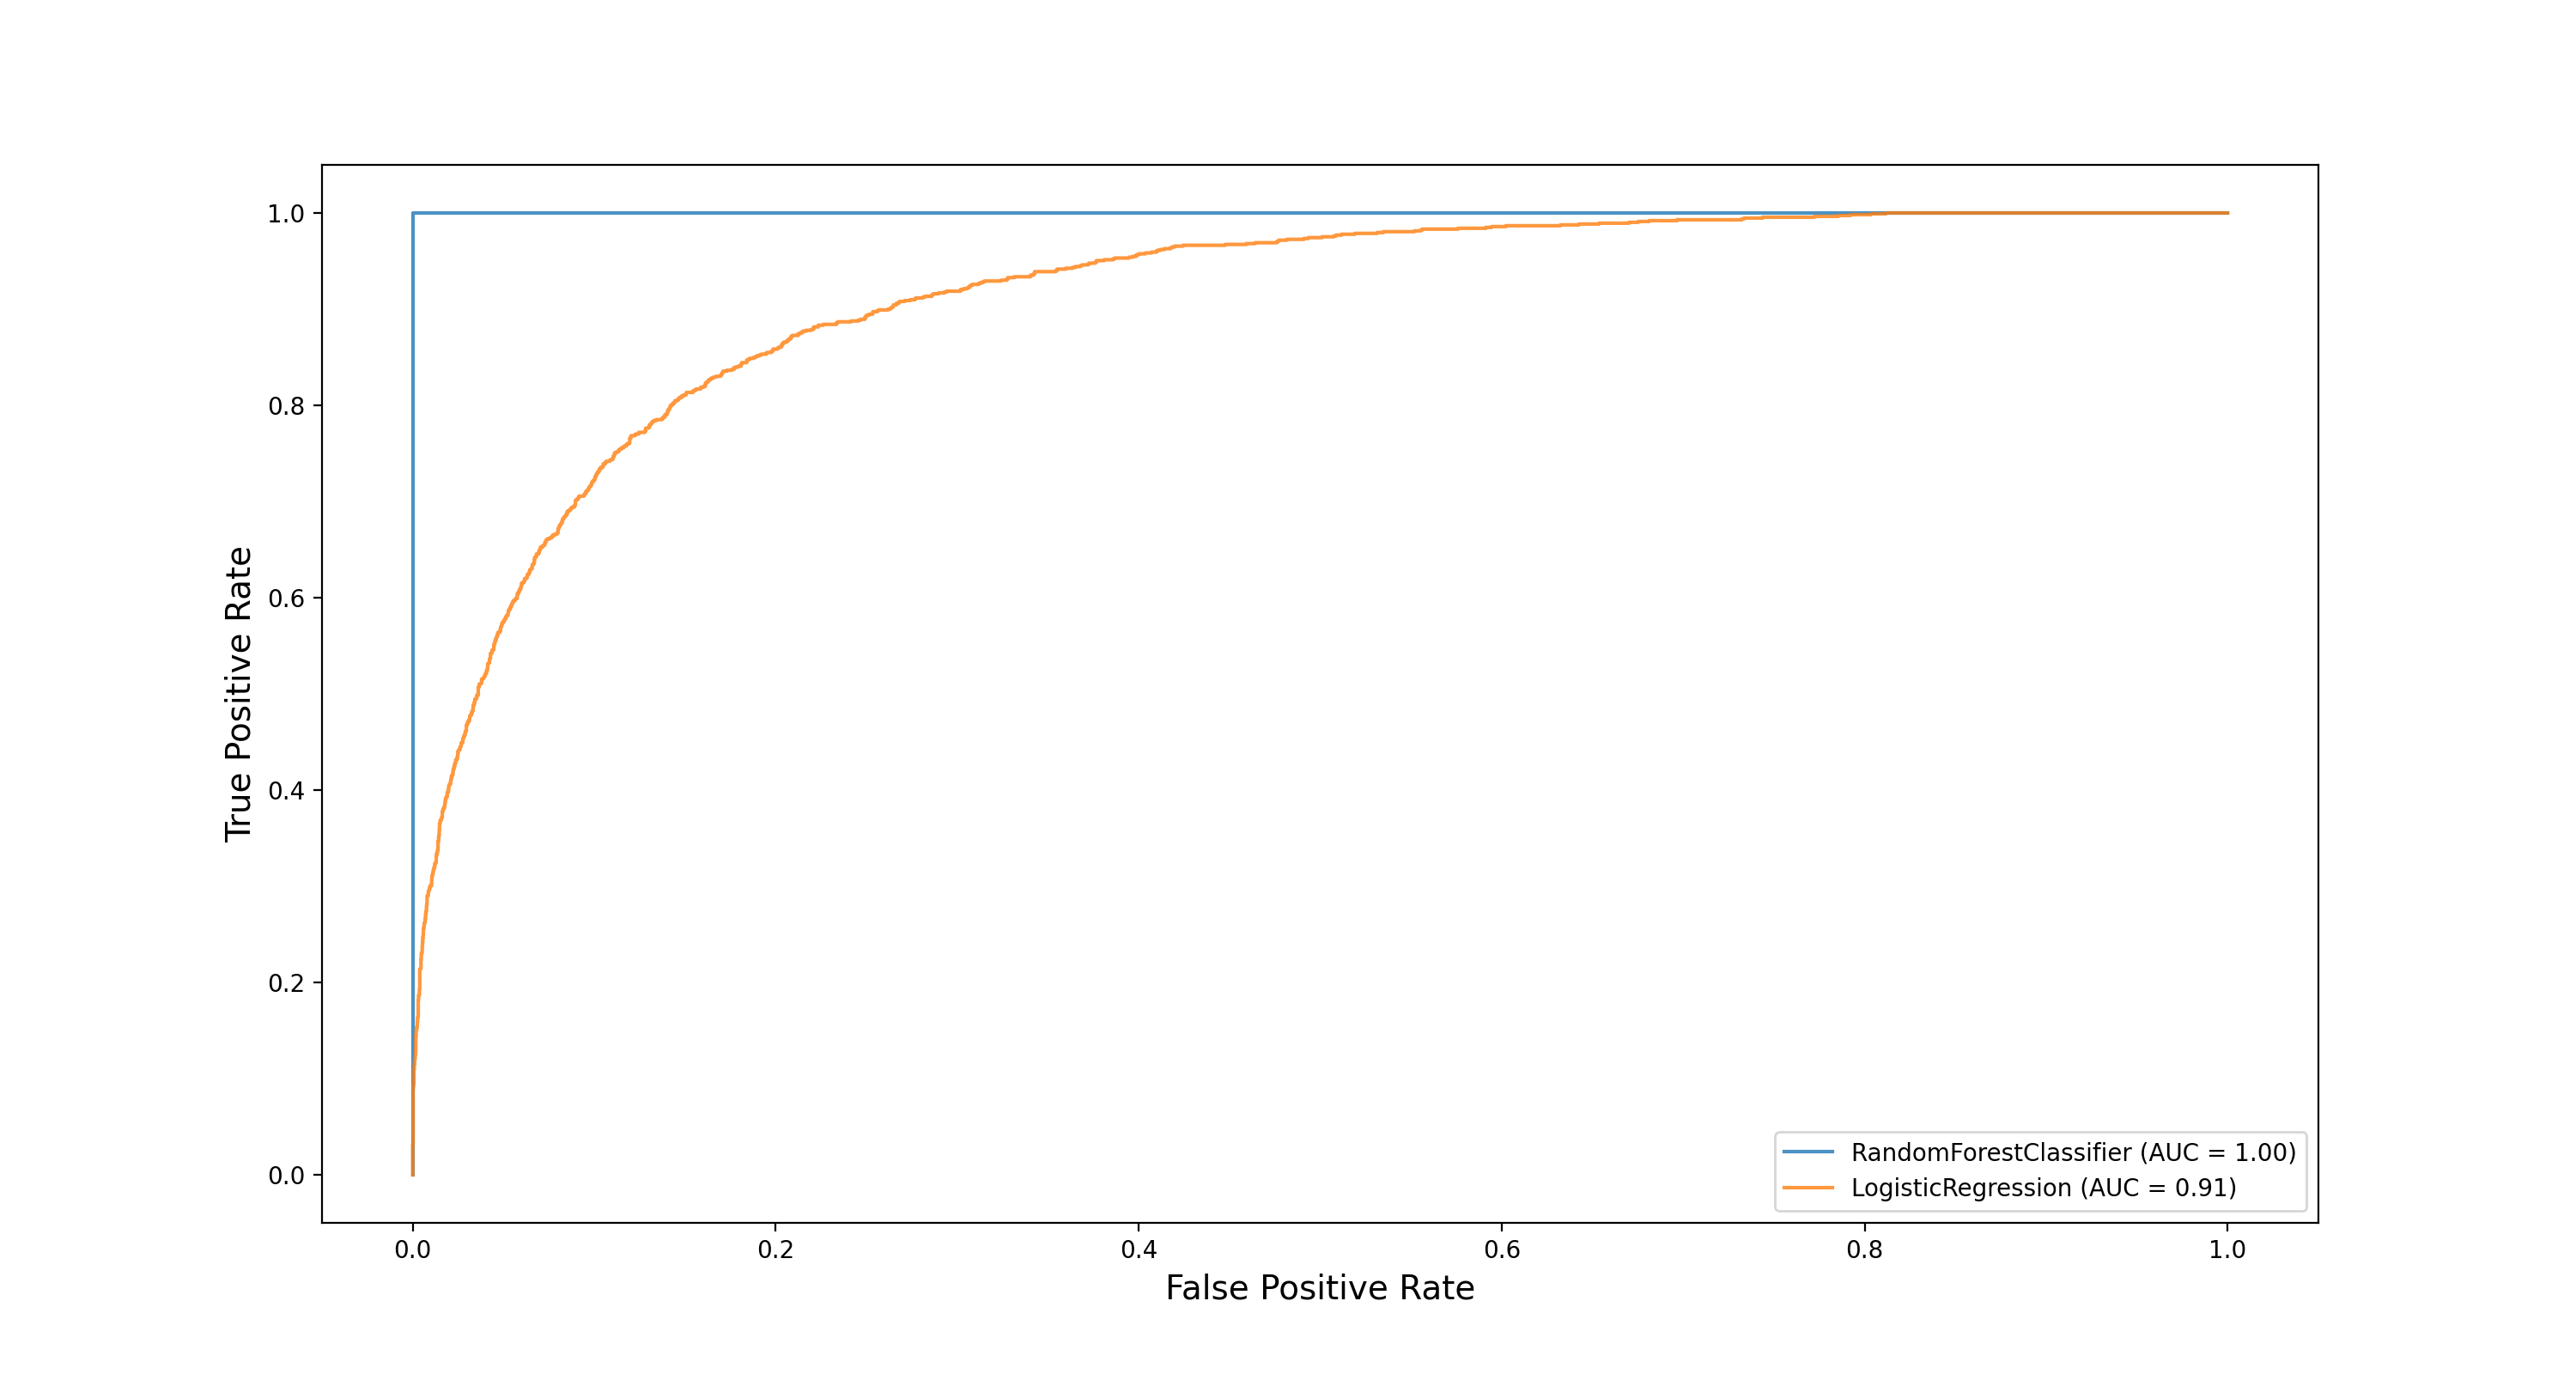 1.0
0.8
0.6
0.4
0.2
0.0
True Positive Rate
RandomForestClassifier (AUC = 1.00)
LogisticRegression (AUC = 0.91)
0.0 0.2 0.4 0.6 0.8 1.0
False Positive Rate